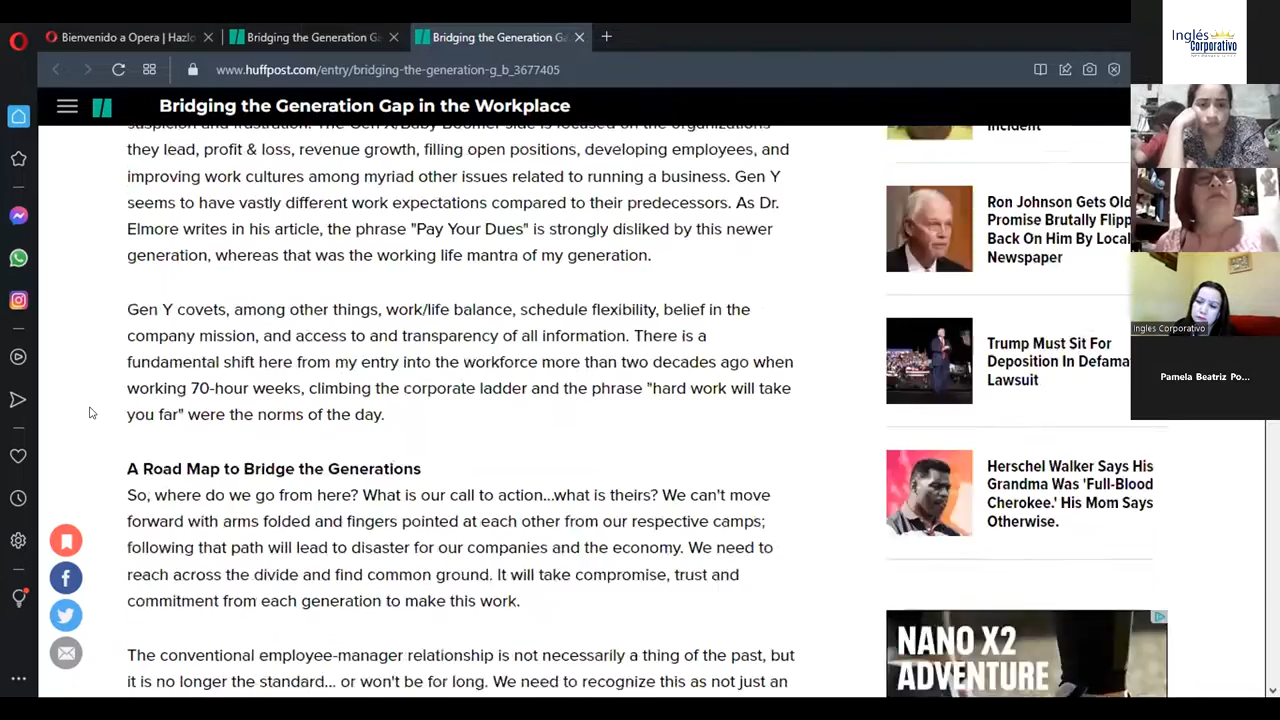 Bienvenido a Opera | Hazlo
Bridging the Generation Ga
Bridging the Generation Ga
www.huffpost.com/entry/bridging-the-generation-g_b_3677405
Bridging the Generation Gap in the Workplace
suspicion and frustration. The Gen X/Baby Boomer side is focused on the organizations
they lead, profit & loss, revenue growth, filling open positions, developing employees, and
improving work cultures among myriad other issues related to running a business. Gen Y
seems to have vastly different work expectations compared to their predecessors. As Dr.
Elmore writes in his article, the phrase "Pay Your Dues" is strongly disliked by this newer
generation, whereas that was the working life mantra of my generation.
Gen Y covets, among other things, work/life balance, schedule flexibility, belief in the
company mission, and access to and transparency of all information. There is a
fundamental shift here from my entry into the workforce more than two decades ago when
working 70-hour weeks, climbing the corporate ladder and the phrase "hard work will take
you far" were the norms of the day.
A Road Map to Bridge the Generations
So, where do we go from here? What is our call to action...what is theirs? We can't move
forward with arms folded and fingers pointed at each other from our respective camps;
following that path will lead to disaster for our companies and the economy. We need to
reach across the divide and find common ground. It will take compromise, trust and
commitment from each generation to make this work.
The conventional employee-manager relationship is not necessarily a thing of the past, but
it is no longer the standard... or won't be for long. We need to recognize this as not just an
Incident
Ron Johnson Gets Old
Promise Brutally Flipp
Back On Him By Local
Newspaper
Trump Must Sit For
Deposition In Defama
Lawsuit
Herschel Walker Says His
Grandma Was 'Full-Blood
Cherokee.' His Mom Says
Otherwise.
NANO X2
ADVENTURE
Inglés
Corporativo
Ingles Corporativo
Pamela Beatriz Po...